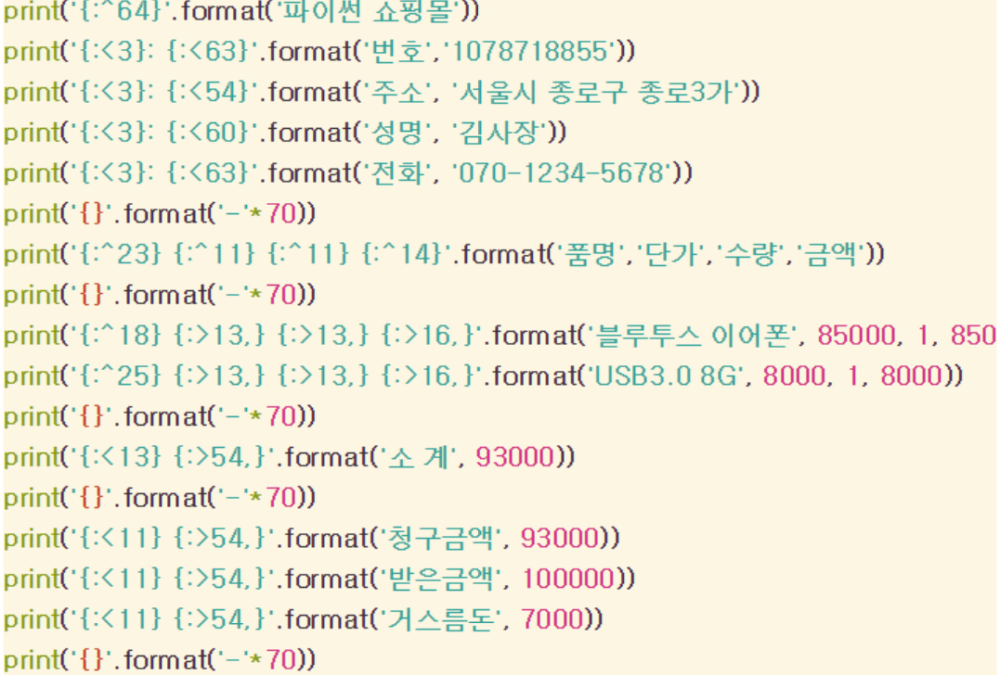 print('{:^64}'.format('파이썬 쇼핑몰'))
print('{:<3}: {:<63}'.format('번호','1078718855'))
print('{:<3}: {:<54}'.format('주소', '서울시 종로구 종로3가'))
print('{:<3}: {:<60}'.format('성명', '김사장'))
print('{:<3}: {:<63}'.format('전화', '070-1234-5678'))
print('{}'.format('-'*70))
print('{:^23} {:^11} {:^11} {:^14}'.format('품명','단가','수량','금액'))
print('{}'.format('-'*70))
print('{:^18} {:>13,} {:>13,} {:>16,}'.format('블루투스 이어폰', 85000, 1, 850
print('{:^25} {:>13,} {:>13,} {:>16,}'.format('USB3.0 8G', 8000, 1, 8000))
print('{}'.format('-'*70))
print('{:<13} {:>54,}'.format('소 계', 93000))
print('{}'.format('-'*70))
print('{:<11} {:>54,}'.format('청구금액', 93000))
print('{:<11} {:>54,}'.format('받은금액', 100000))
print('{:<11} {:>54,}'.format('거스름돈', 7000))
print('{}'.format('-'*70))